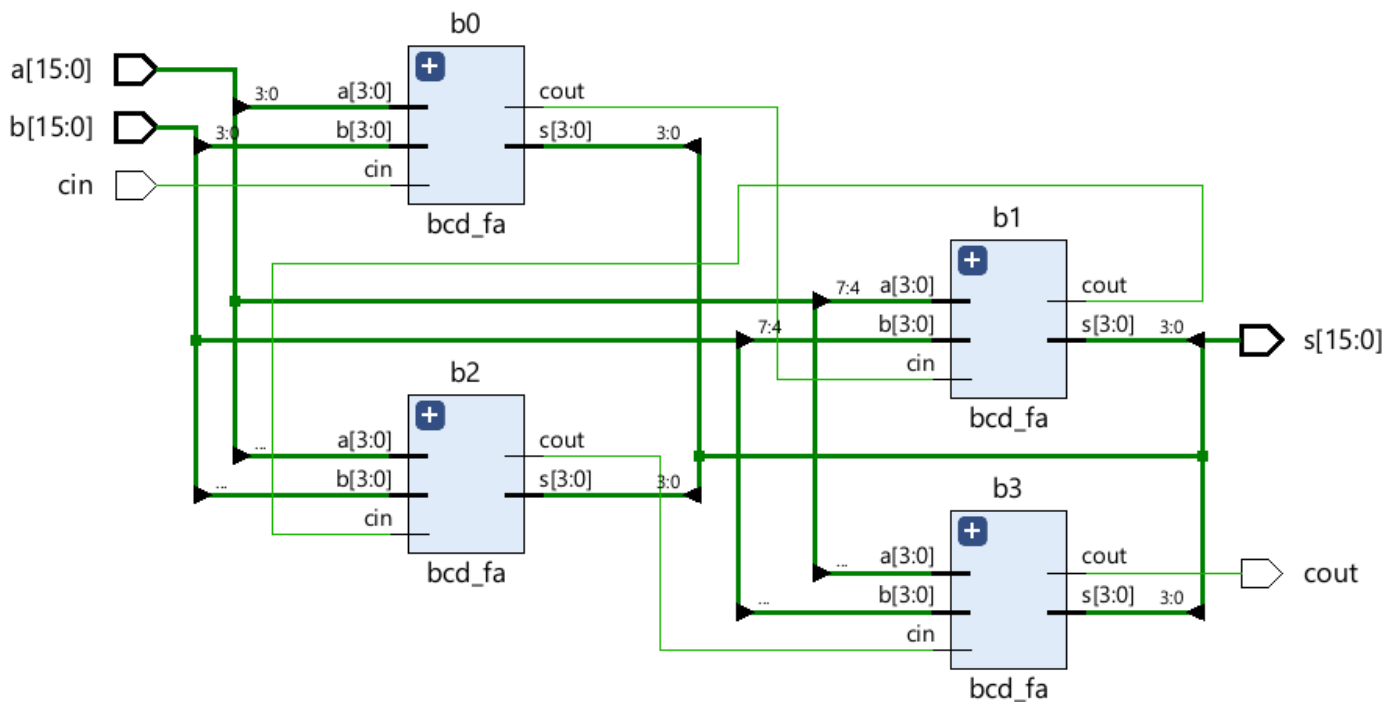 b0
a[15:0]
3:0
a[3:0]
cout
b[15:0]
3:0
b[3:0]
s[3:0]
3:0
cin
cin
bcd_fa
b1
7:4
a[3:0]
cout
7:4
b[3:0]
s[3:0]
3:0
s[15:0]
cin
bcd_fa
b2
...
a[3:0]
cout
...
b[3:0]
s[3:0]
3:0
cin
bcd_fa
b3
...
a[3:0]
cout
cout
...
b[3:0]
s[3:0]
3:0
cin
bcd_fa